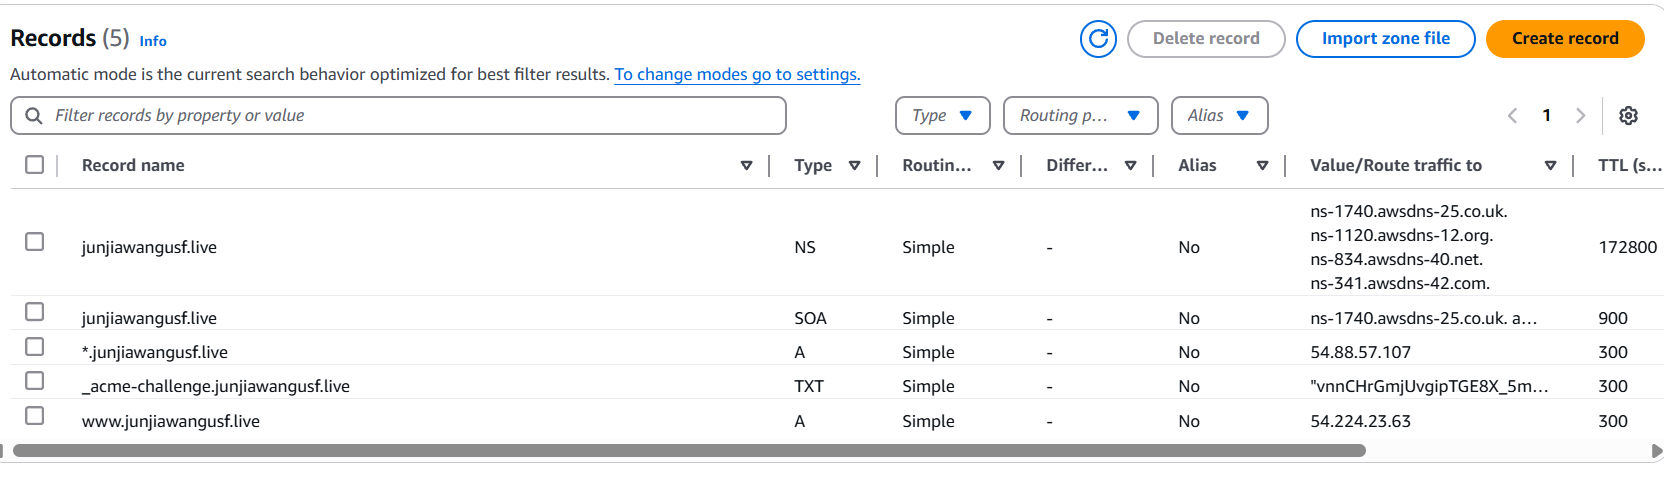 Records (5) Info
Delete record
Import zone file
Create record
Automatic mode is the current search behavior optimized for best filter results. To change modes go to settings.
Filter records by property or value
Type
Routing p...
Alias
1
Record name Type Routin... Differ... Alias Value/Route traffic to TTL (s...
junjiawangusf.live NS Simple - No ns-1740.awsdns-25.co.uk.
ns-1120.awsdns-12.org.
ns-834.awsdns-40.net.
ns-341.awsdns-42.com. 172800
junjiawangusf.live SOA Simple - No ns-1740.awsdns-25.co.uk. a... 900
*.junjiawangusf.live A Simple - No 54.88.57.107 300
_acme-challenge.junjiawangusf.live TXT Simple - No "vnnCHrGmjUvgipTGE8X_5m... 300
www.junjiawangusf.live A Simple - No 54.224.23.63 300